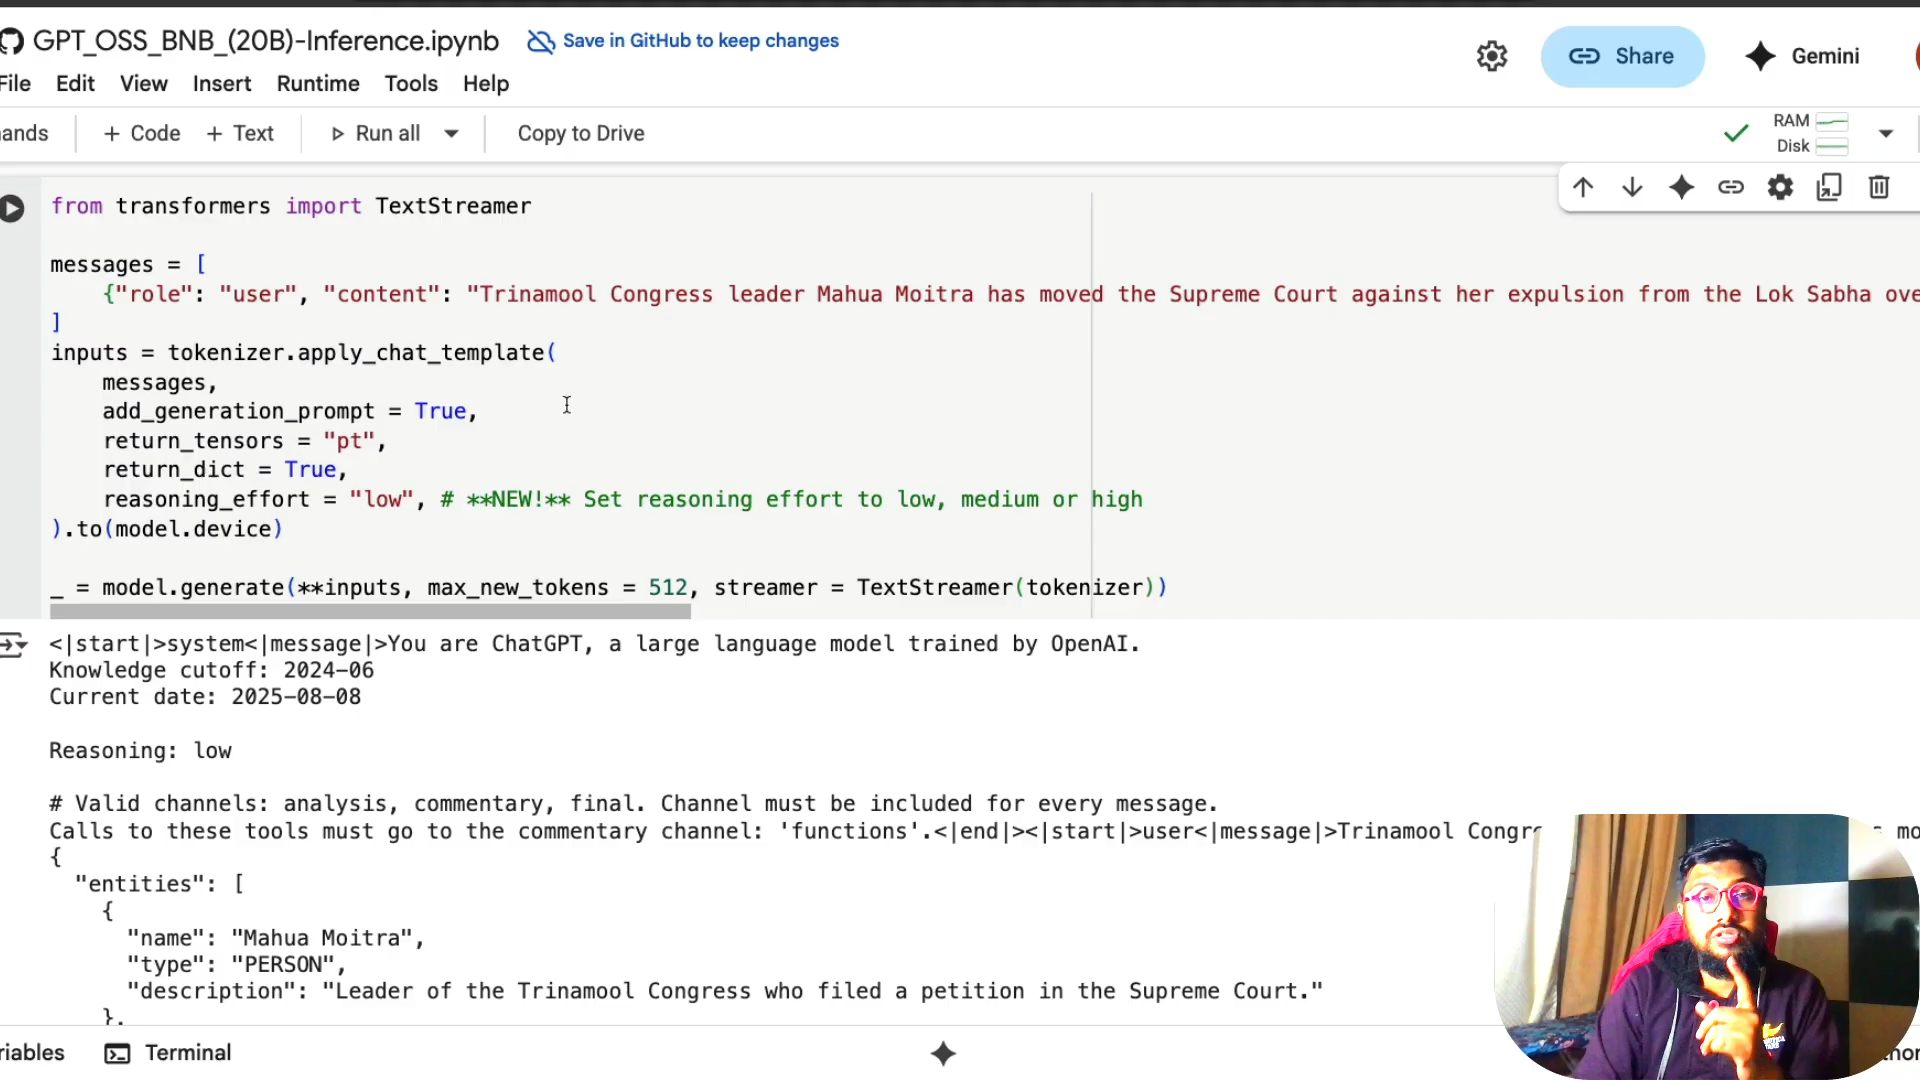 GPT_OSS_BNB_(20B)-Inference.ipynb Save in GitHub to keep changes
Share Gemini
File Edit View Insert Runtime Tools Help
+ Code + Text Run all Copy to Drive
RAM
Disk
from transformers import TextStreamer
messages = [
{"role": "user", "content": "Trinamool Congress leader Mahua Moitra has moved the Supreme Court against her expulsion from the Lok Sabha ove
]
inputs = tokenizer.apply_chat_template(
messages,
add_generation_prompt = True,
return_tensors = "pt",
return_dict = True,
reasoning_effort = "low", # **NEW!** Set reasoning effort to low, medium or high
).to(model.device)
_ = model.generate(**inputs, max_new_tokens = 512, streamer = TextStreamer(tokenizer))
<|start|>system<|message|>You are ChatGPT, a large language model trained by OpenAI.
Knowledge cutoff: 2024-06
Current date: 2025-08-08
Reasoning: low
# Valid channels: analysis, commentary, final. Channel must be included for every message.
Calls to these tools must go to the commentary channel: 'functions'.<|end|><|start|>user<|message|>Trinamool Congre
{
"entities": [
{
"name": "Mahua Moitra",
"type": "PERSON",
"description": "Leader of the Trinamool Congress who filed a petition in the Supreme Court."
},
riables Terminal